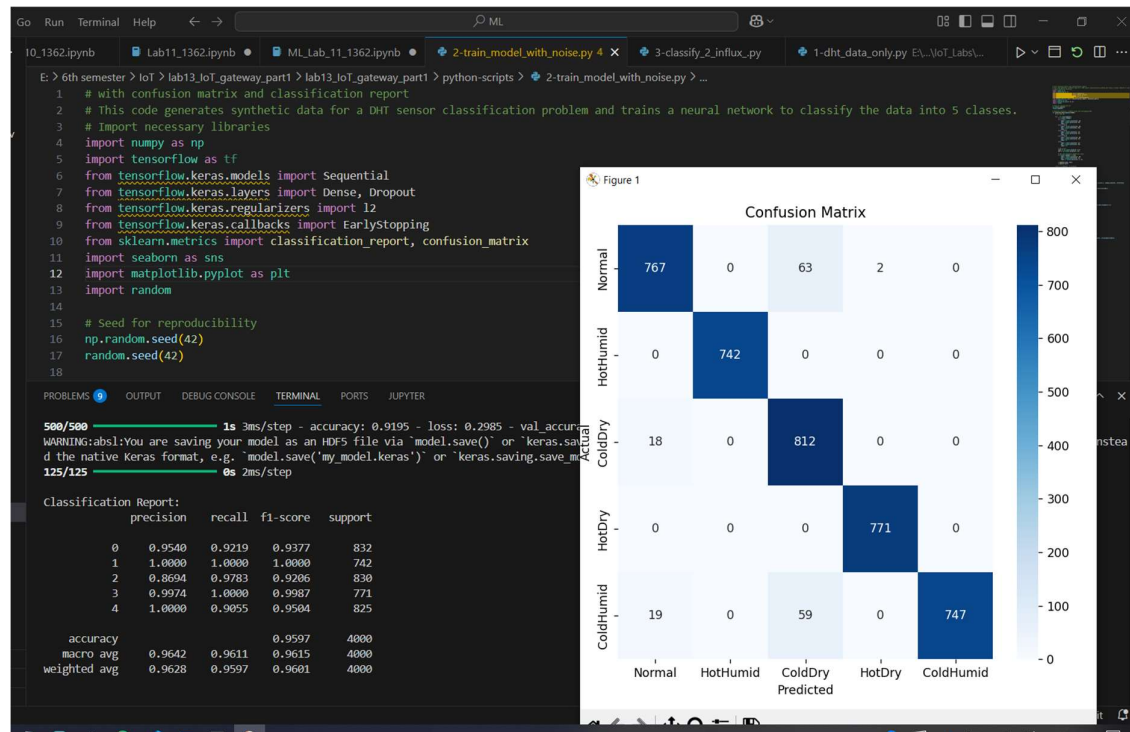 Go Run Terminal Help ← → ML
10_1362.ipynb Lab11_1362.ipynb ● ML_Lab_11_1362.ipynb ● 2-train_model_with_noise.py 4 × 3-classify_2_influx_.py 1-dht_data_only.py E:\...\IoT_Labs\...
E: > 6th semester > IoT > lab13_IoT_gateway_part1 > lab13_IoT_gateway_part1 > python-scripts > 2-train_model_with_noise.py > ...
1 # with confusion matrix and classification report
2 # This code generates synthetic data for a DHT sensor classification problem and trains a neural network to classify the data into 5 classes.
3 # Import necessary libraries
4 import numpy as np
5 import tensorflow as tf
6 from tensorflow.keras.models import Sequential
7 from tensorflow.keras.layers import Dense, Dropout
8 from tensorflow.keras.regularizers import l2
9 from tensorflow.keras.callbacks import EarlyStopping
10 from sklearn.metrics import classification_report, confusion_matrix
11 import seaborn as sns
12 import matplotlib.pyplot as plt
13 import random
14
15 # Seed for reproducibility
16 np.random.seed(42)
17 random.seed(42)
18
PROBLEMS 9 OUTPUT DEBUG CONSOLE TERMINAL PORTS JUPYTER
500/500 1s 3ms/step - accuracy: 0.9195 - loss: 0.2985 - val_accura
WARNING:absl:You are saving your model as an HDF5 file via `model.save()` or `keras.sav
nstea
d the native Keras format, e.g. `model.save('my_model.keras')` or `keras.saving.save_mo
125/125 0s 2ms/step
Classification Report:
precision recall f1-score support
0 0.9540 0.9219 0.9377 832
1 1.0000 1.0000 1.0000 742
2 0.8694 0.9783 0.9206 830
3 0.9974 1.0000 0.9987 771
4 1.0000 0.9055 0.9504 825
accuracy 0.9597 4000
macro avg 0.9642 0.9611 0.9615 4000
weighted avg 0.9628 0.9597 0.9601 4000
Figure 1
Confusion Matrix
Actual
Normal 767 0 63 2 0
HotHumid 0 742 0 0 0
ColdDry 18 0 812 0 0
HotDry 0 0 0 771 0
ColdHumid 19 0 59 0 747
Normal HotHumid ColdDry HotDry ColdHumid
Predicted
800
700
600
500
400
300
200
100
0
it